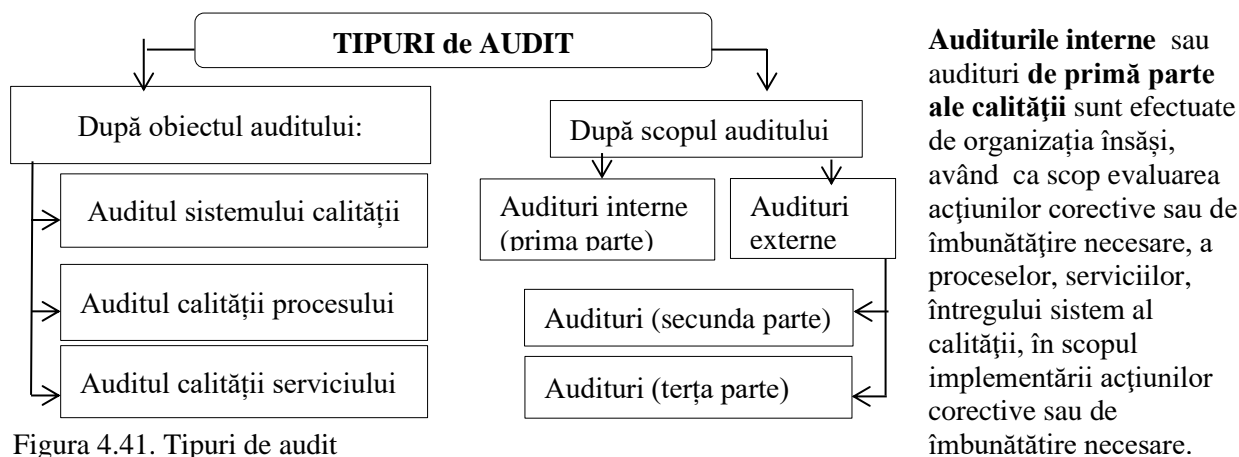 TIPURI de AUDIT
După obiectul auditului:
Auditul sistemului calității
Auditul calității procesului
Auditul calității serviciului
După scopul auditului
Audituri interne
(prima parte)
Audituri
externe
Audituri (secunda parte)
Audituri (terța parte)
Figura 4.41. Tipuri de audit
Auditurile interne sau
audituri de primă parte
ale calităţii sunt efectuate
de organizația însăși,
având ca scop evaluarea
acţiunilor corective sau de
îmbunătăţire necesare, a
proceselor, serviciilor,
întregului sistem al
calităţii, în scopul
implementării acţiunilor
corective sau de
îmbunătăţire necesare.